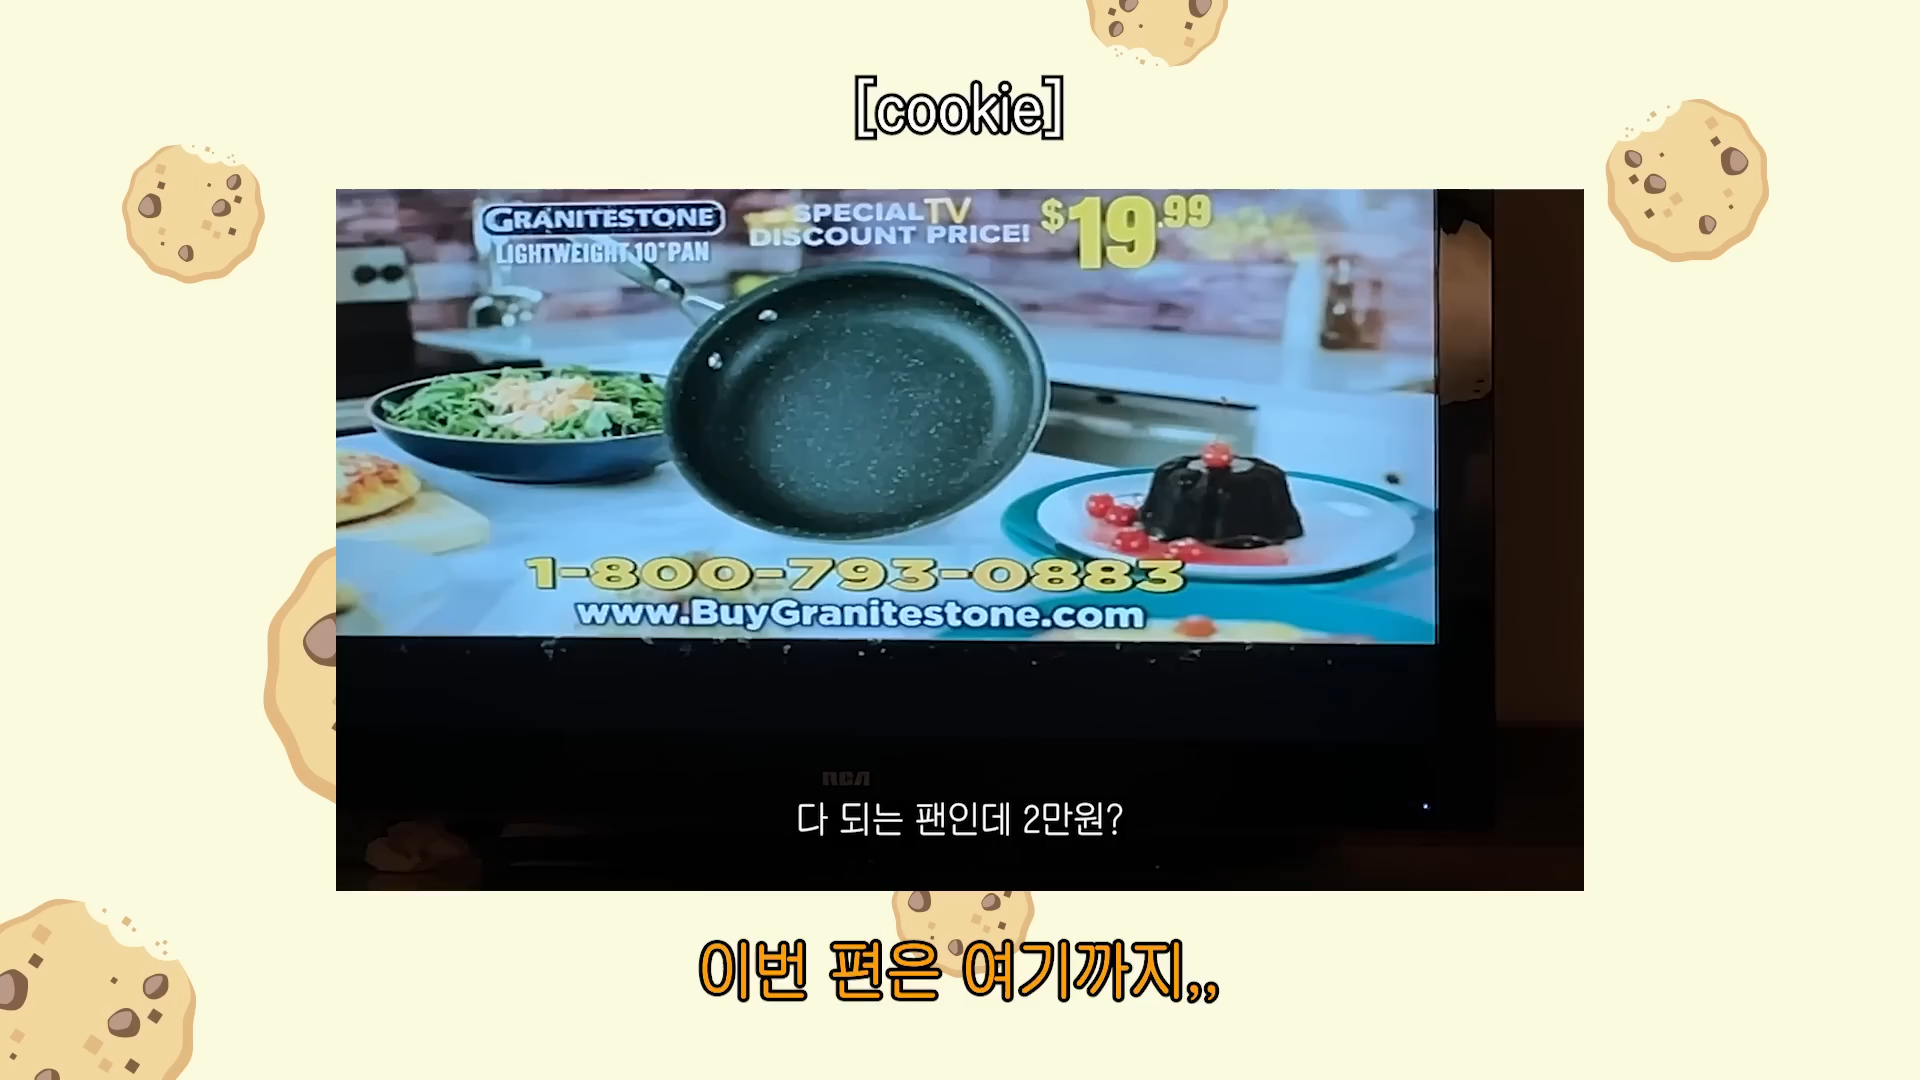 [cookie]
GRANITESTONE
LIGHTWEIGHT 10" PAN
SPECIAL TV
DISCOUNT PRICE!
$19.99
1-800-793-0883
www.BuyGranitestone.com
RCA
다 되는 팬인데 2만원?
이번 편은 여기까지,,